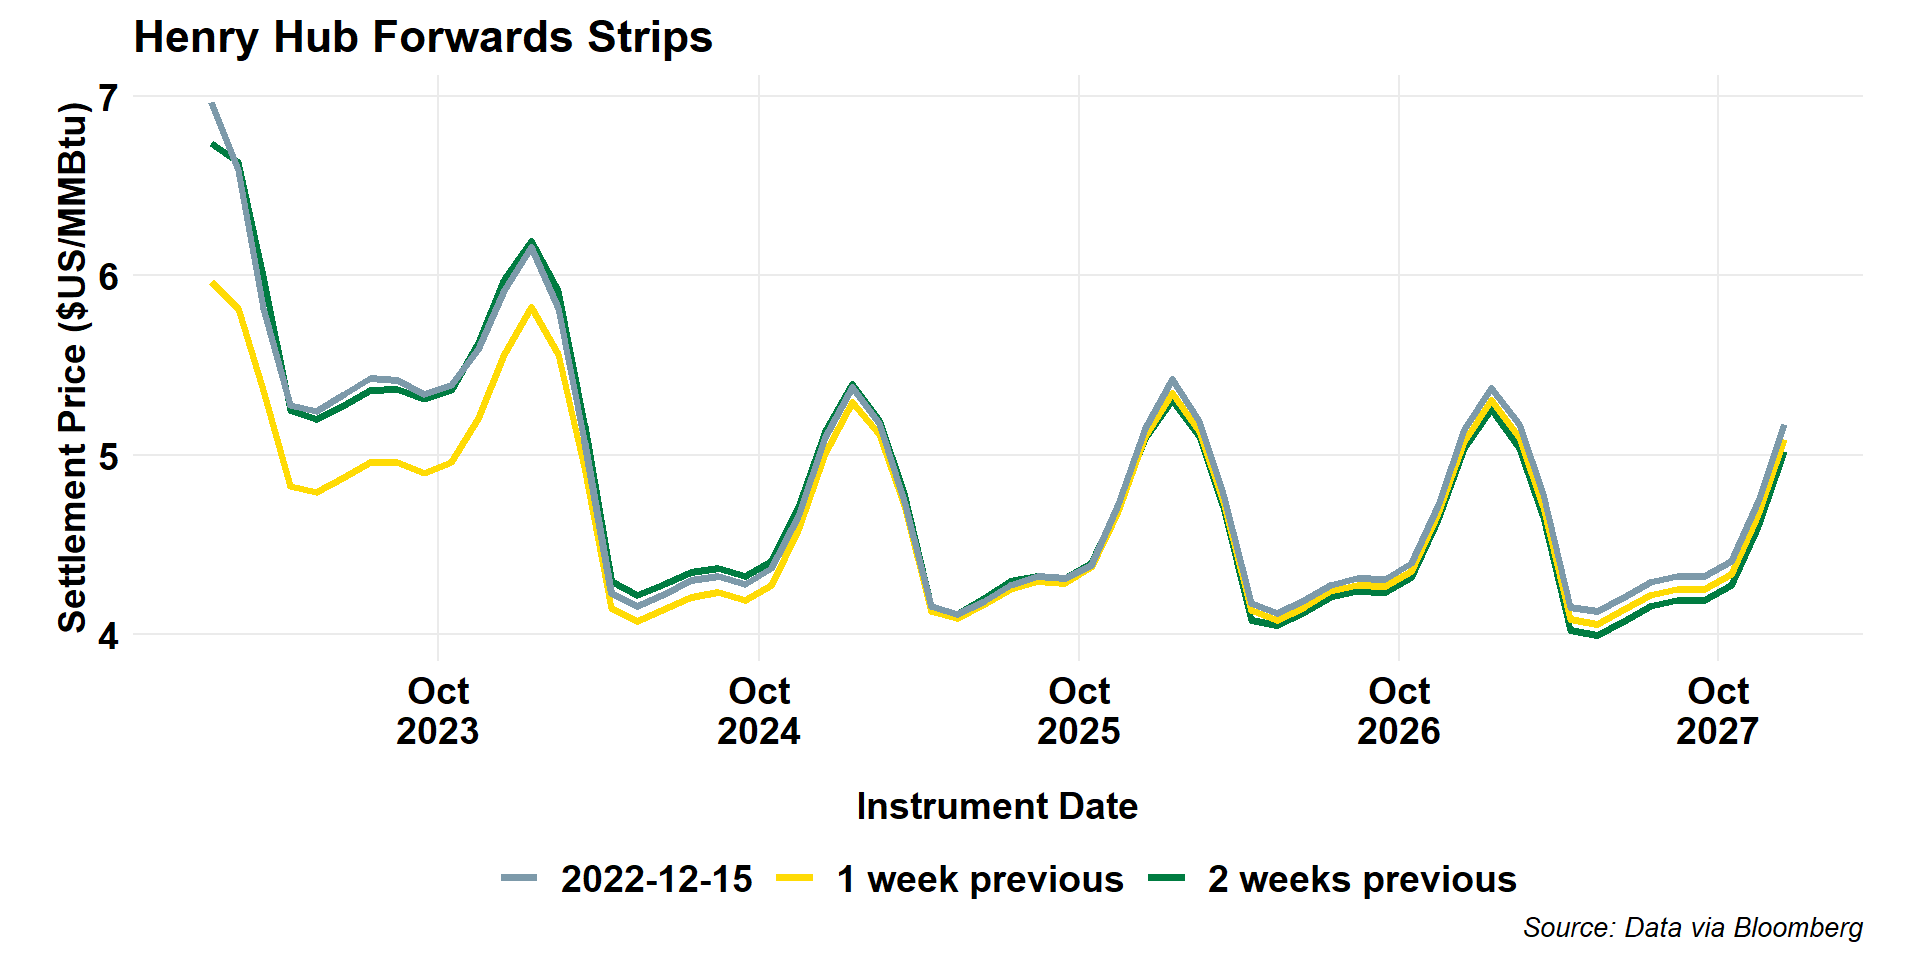 Henry Hub Forwards Strips
Settlement Price ($US/MMBtu)
7
6
5
4
Oct
2023
Oct
2024
Oct
2025
Oct
2026
Oct
2027
Instrument Date
2022-12-15
1 week previous
2 weeks previous
Source: Data via Bloomberg